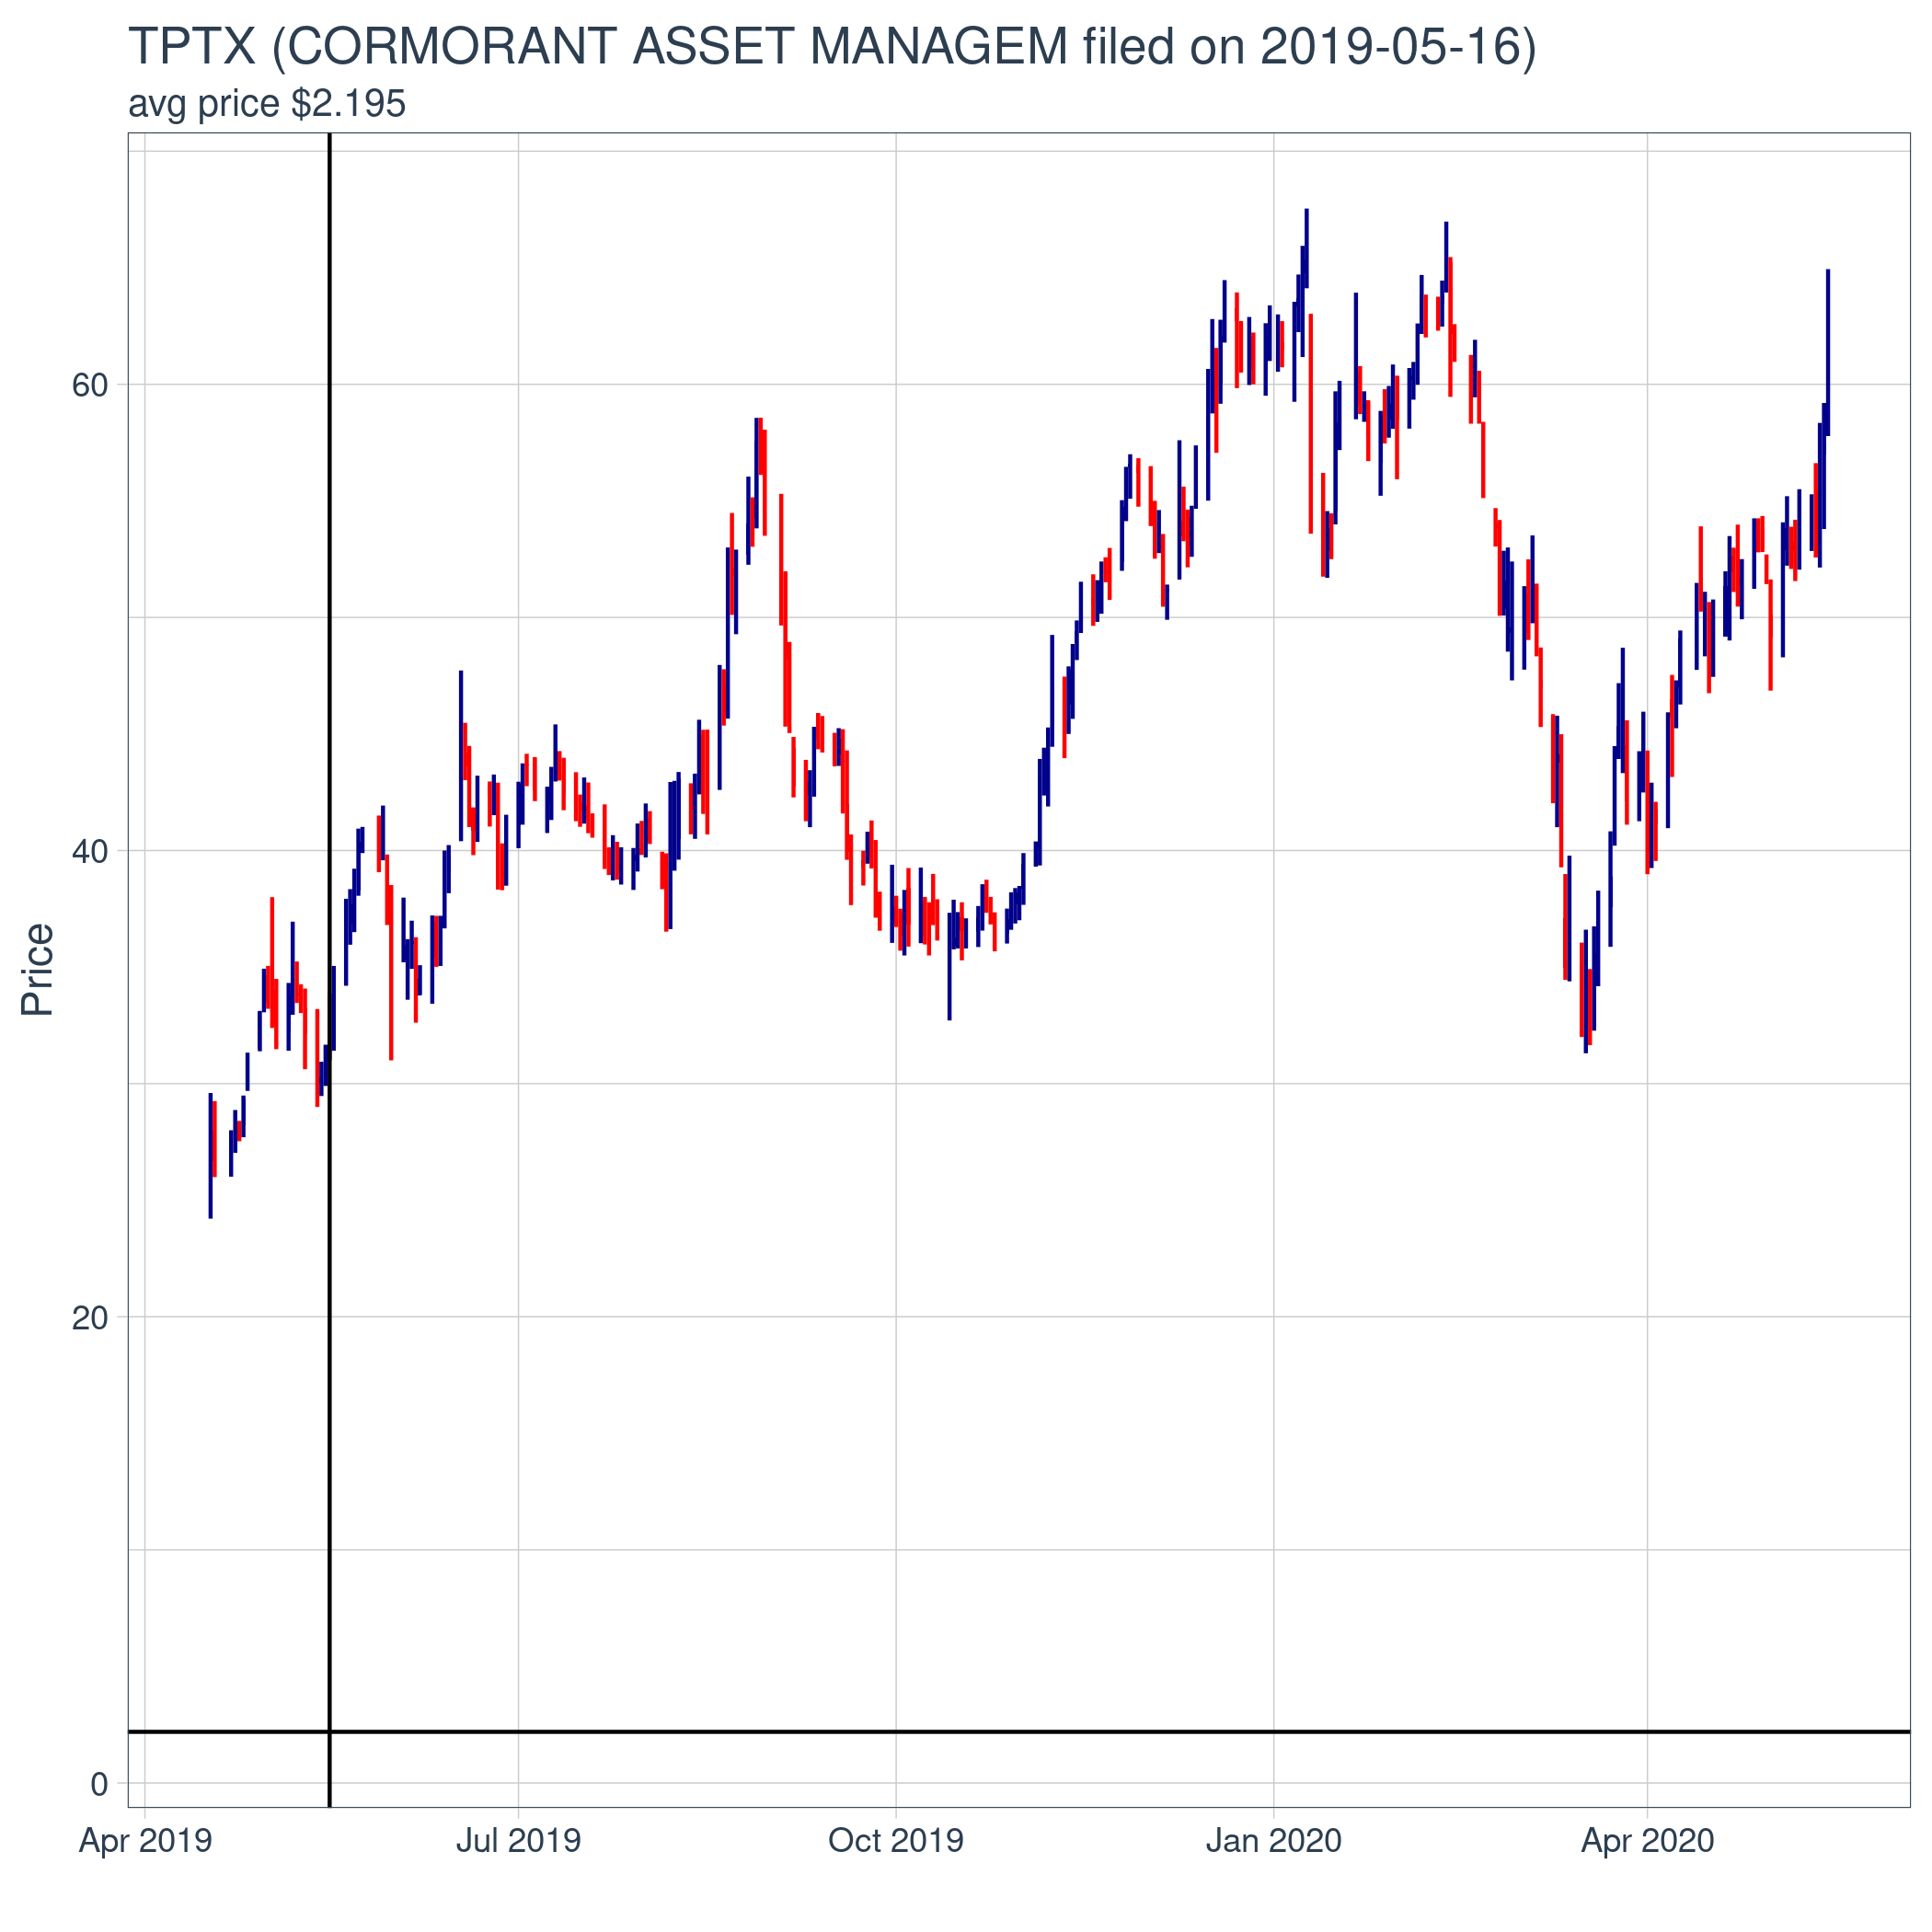 TPTX (CORMORANT ASSET MANAGEM filed on 2019-05-16)
avg price $2.195
Price
60
40
20
0
Apr 2019 Jul 2019 Oct 2019 Jan 2020 Apr 2020